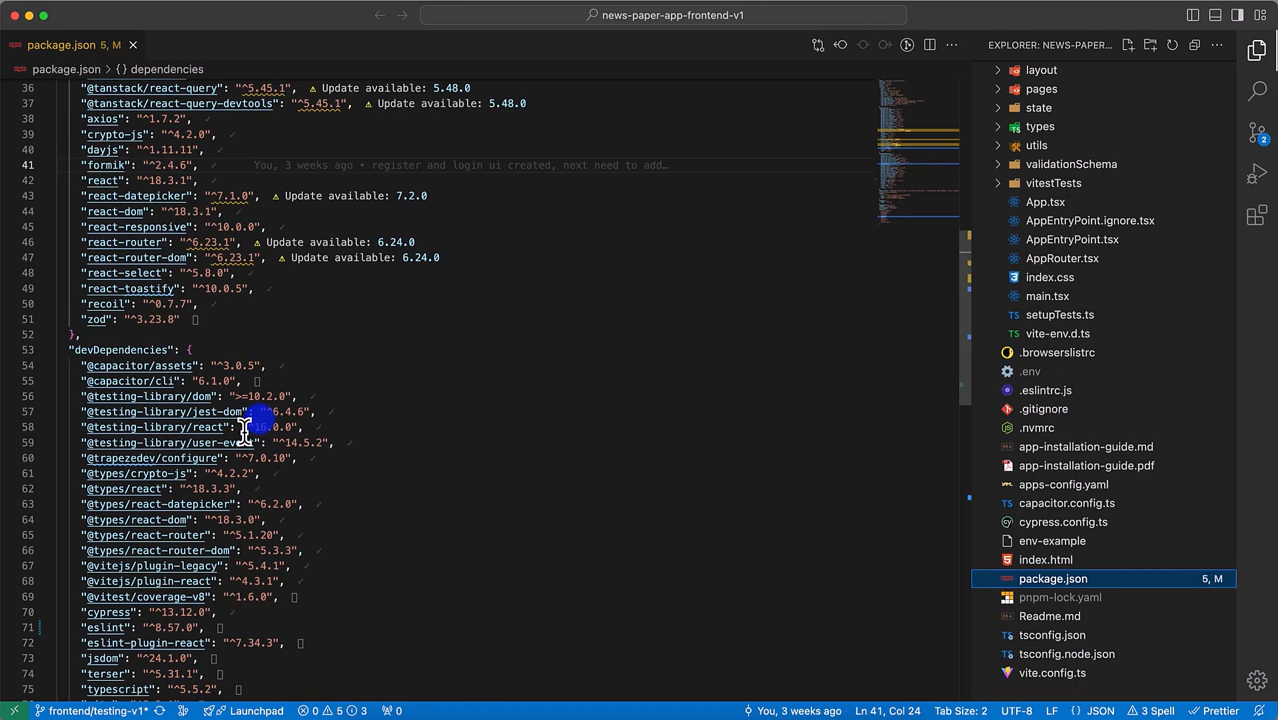 news-paper-app-frontend-v1
package.json 5, M
EXPLORER: NEWS-PAPER...
package.json > {} dependencies
36 "@tanstack/react-query": "^5.45.1", ⚠ Update available: 5.48.0
37 "@tanstack/react-query-devtools": "^5.45.1", ⚠ Update available: 5.48.0
38 "axios": "^1.7.2", ✓
39 "crypto-js": "^4.2.0", ✓
40 "dayjs": "^1.11.11", ✓
41 "formik": "^2.4.6", You, 3 weeks ago • register and login ui created, next need to add…
42 "react": "^18.3.1", ✓
43 "react-datepicker": "^7.1.0", ⚠ Update available: 7.2.0
44 "react-dom": "^18.3.1", ✓
45 "react-responsive": "^10.0.0", ✓
46 "react-router": "^6.23.1", ⚠ Update available: 6.24.0
47 "react-router-dom": "^6.23.1", ⚠ Update available: 6.24.0
48 "react-select": "^5.8.0", ✓
49 "react-toastify": "^10.0.5", ✓
50 "recoil": "^0.7.7", ✓
51 "zod": "^3.23.8"
52 },
53 "devDependencies": {
54 "@capacitor/assets": "^3.0.5", ✓
55 "@capacitor/cli": "6.1.0",
56 "@testing-library/dom": ">=10.2.0", ✓
57 "@testing-library/jest-dom": "^6.4.6", ✓
58 "@testing-library/react": "^16.0.0", ✓
59 "@testing-library/user-event": "^14.5.2", ✓
60 "@trapezedev/configure": "^7.0.10", ✓
61 "@types/crypto-js": "^4.2.2", ✓
62 "@types/react": "^18.3.3", ✓
63 "@types/react-datepicker": "^6.2.0", ✓
64 "@types/react-dom": "^18.3.0", ✓
65 "@types/react-router": "^5.1.20", ✓
66 "@types/react-router-dom": "^5.3.3", ✓
67 "@vitejs/plugin-legacy": "^5.4.1", ✓
68 "@vitejs/plugin-react": "^4.3.1", ✓
69 "@vitest/coverage-v8": "^1.6.0",
70 "cypress": "^13.12.0", ✓
71 "eslint": "^8.57.0",
72 "eslint-plugin-react": "^7.34.3",
73 "jsdom": "^24.1.0",
74 "terser": "^5.31.1",
75 "typescript": "^5.5.2",
layout
pages
state
types
utils
validationSchema
vitestTests
App.tsx
AppEntryPoint.ignore.tsx
AppEntryPoint.tsx
AppRouter.tsx
index.css
main.tsx
TS setupTests.ts
TS vite-env.d.ts
.browserslistrc
.env
.eslintrc.js
.gitignore
.nvmrc
app-installation-guide.md
app-installation-guide.pdf
apps-config.yaml
capacitor.config.ts
cypress.config.ts
env-example
index.html
package.json 5, M
pnpm-lock.yaml
Readme.md
tsconfig.json
tsconfig.node.json
vite.config.ts
2
frontend/testing-v1* Launchpad 0 5 3 0 You, 3 weeks ago Ln 41, Col 24 Tab Size: 2 UTF-8 LF {} JSON 3 Spell Prettier